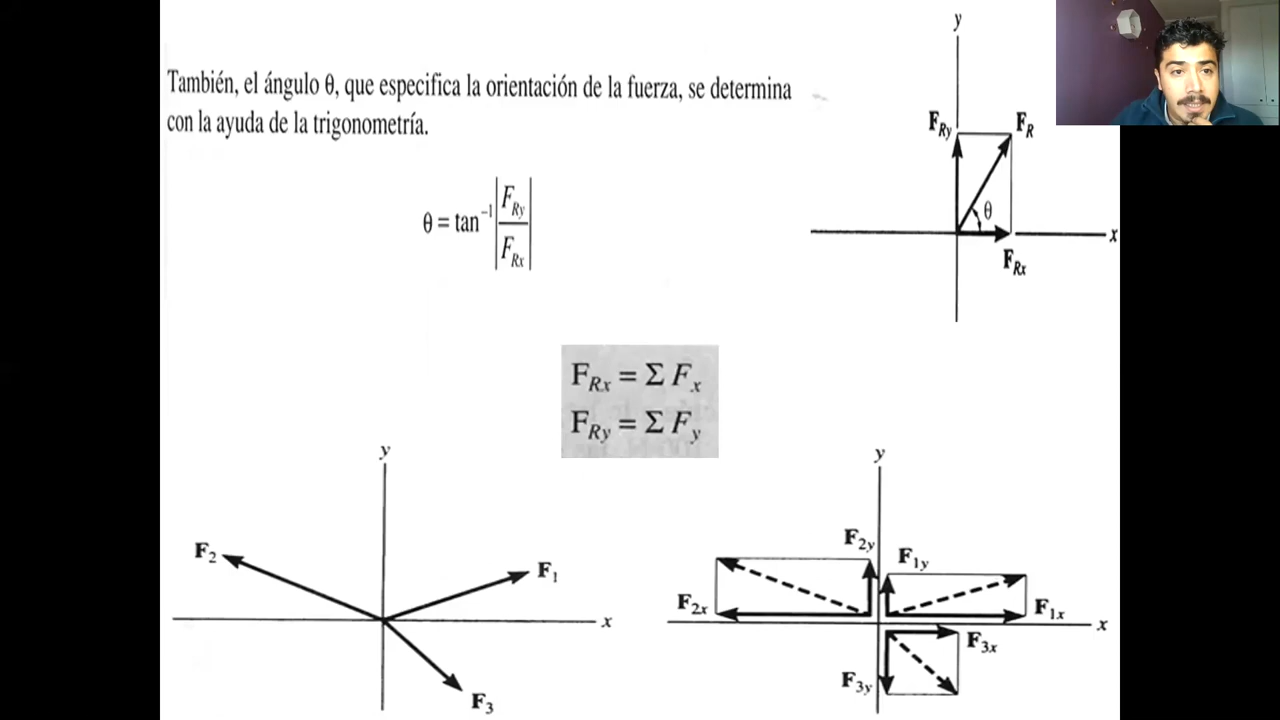 También, el ángulo θ, que especifica la orientación de la fuerza, se determina
con la ayuda de la trigonometría.
θ = tan⁻¹ |F_Ry / F_Rx|
y
F_Ry
F_R
θ
x
F_Rx
F_Rx = Σ F_x
F_Ry = Σ F_y
y
F_2
F_1
x
F_3
y
F_2y
F_1y
F_2x
F_1x
x
F_3x
F_3y